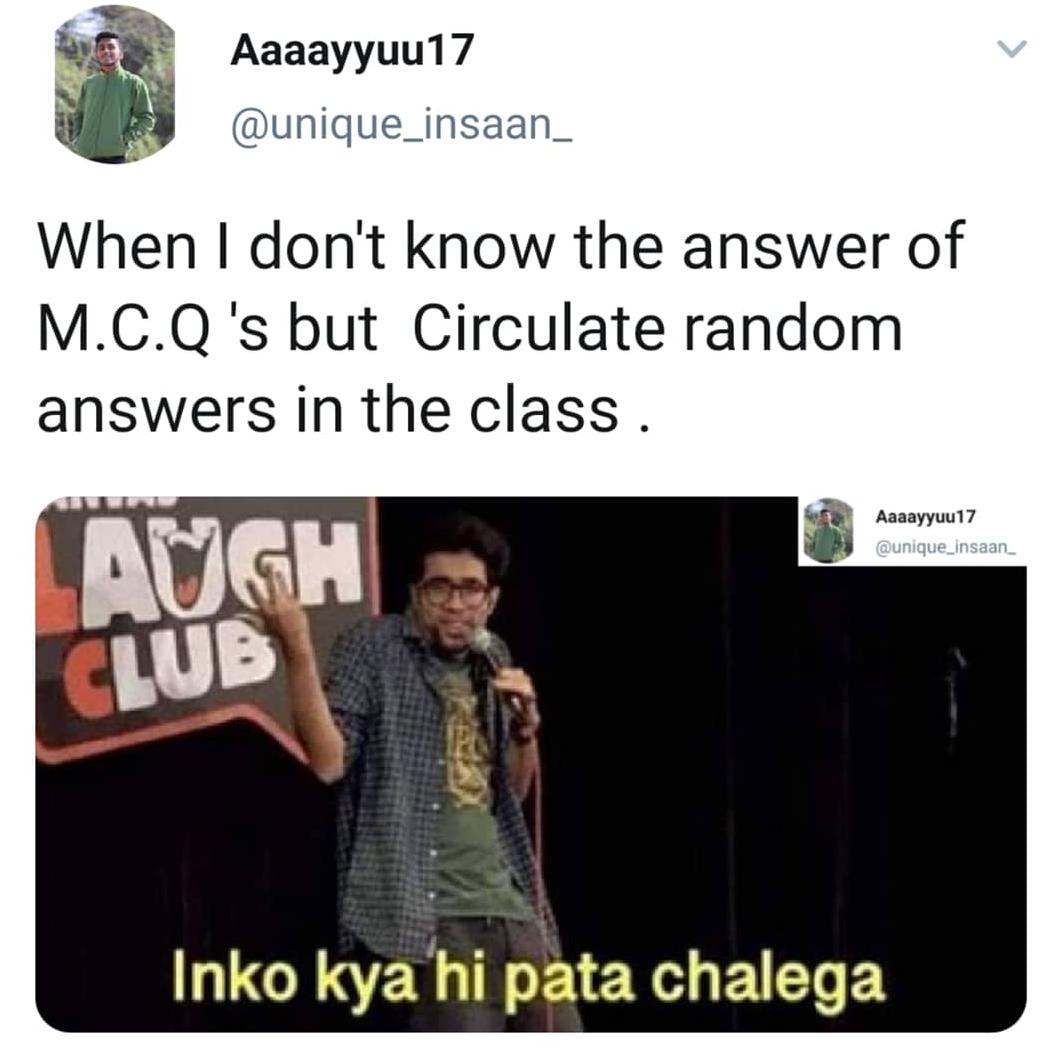 Aaaayyuu17
@unique_insaan_
When I don't know the answer of
M.C.Q 's but  Circulate random
answers in the class .
LAUGH
CLUB
Aaaayyuu17
@unique_insaan_
Inko kya hi pata chalega